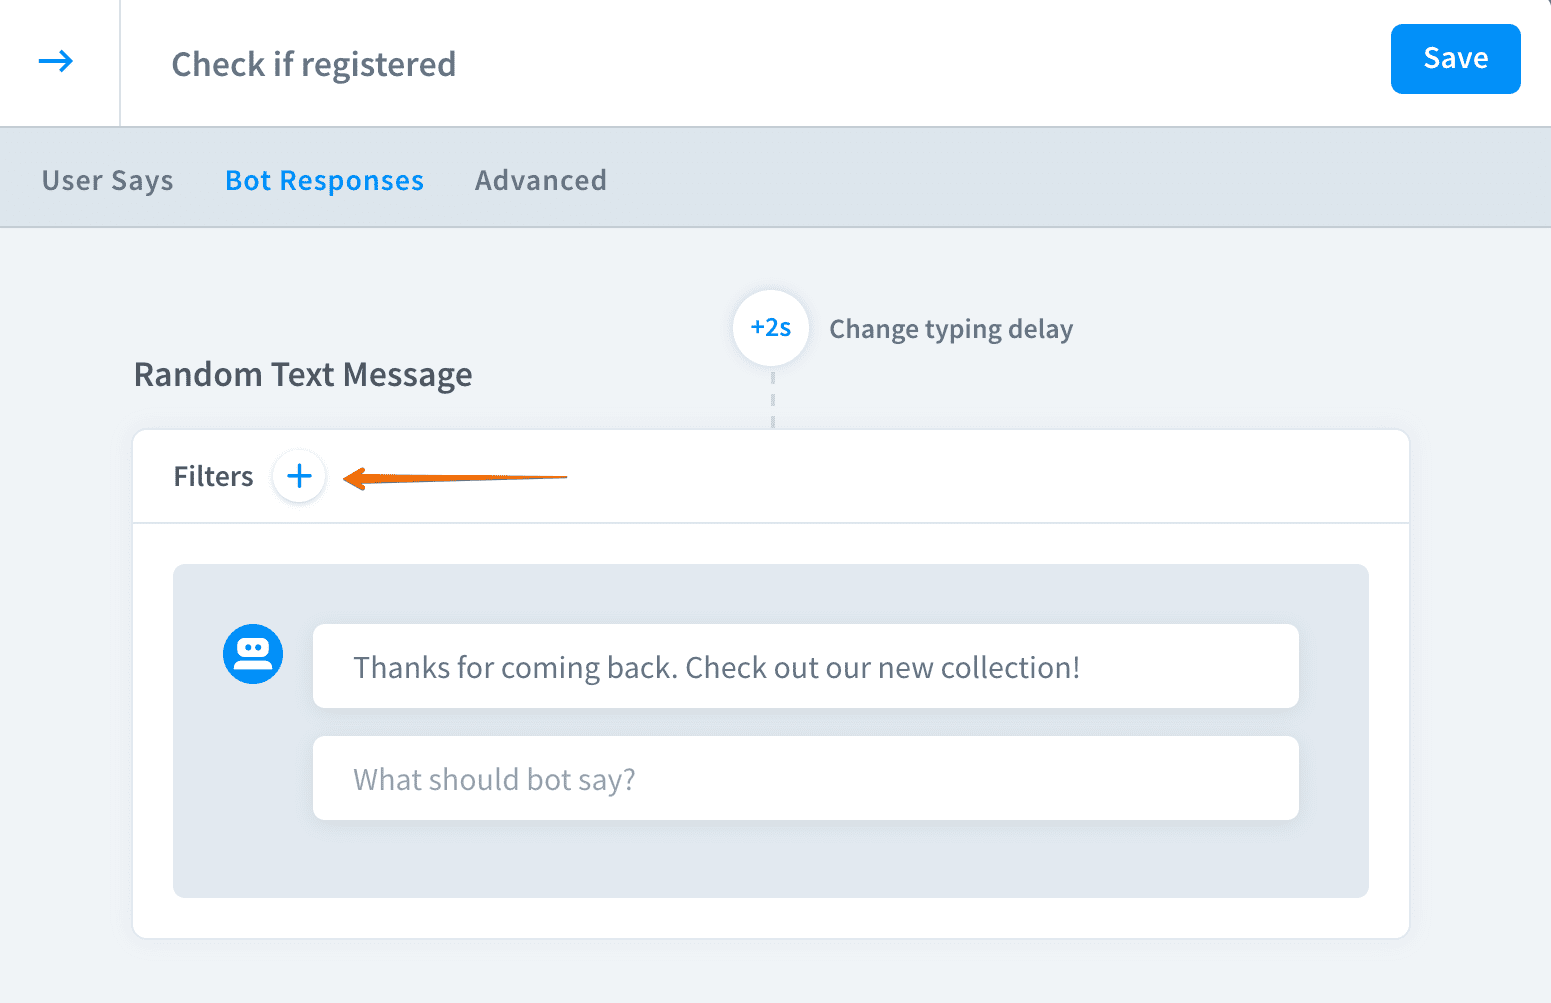 Check if registered
Save
User Says
Bot Responses
Advanced
+2s
Change typing delay
Random Text Message
Filters
Thanks for coming back. Check out our new collection!
What should bot say?